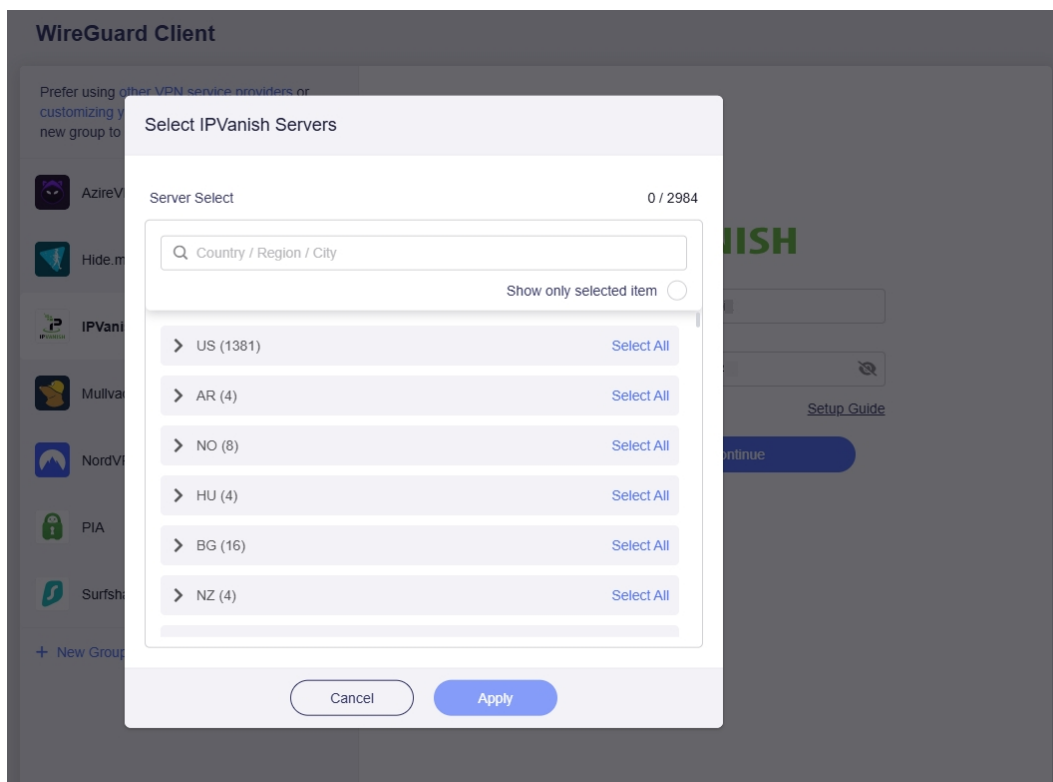 WireGuard Client
Prefer using other VPN service providers or
customizing y
new group to
Select IPVanish Servers
Server Select
0 / 2984
Country / Region / City
Show only selected item
US (1381)
Select All
AR (4)
Select All
NO (8)
Select All
HU (4)
Select All
BG (16)
Select All
NZ (4)
Select All
Cancel
Apply
AzireV
Hide.m
IPVani
Mullva
NordV
PIA
Surfsh
+ New Group
NISH
Setup Guide
ontinue